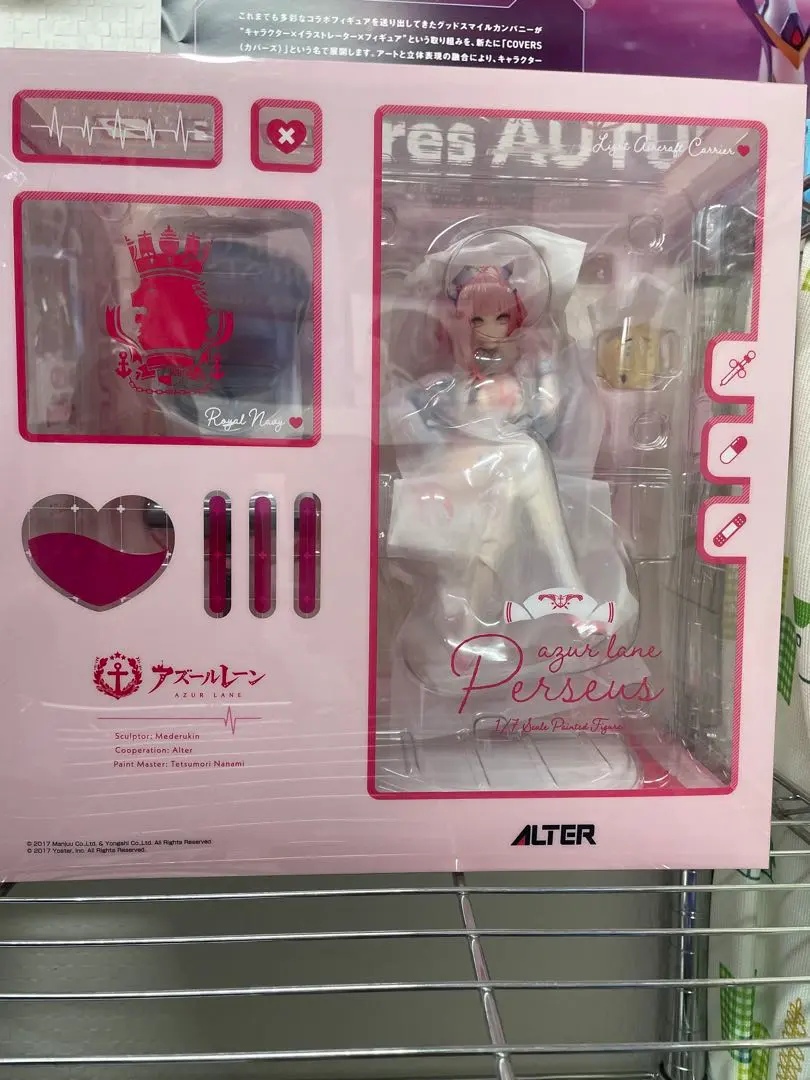 これまでも多彩なコラボフィギュアを送り出してきたグッドスマイルカンパニーが
"キャラクター×イラストレーター×フィギュア"という取り組みを、新たに「COVERS
(カバーズ)」という名で展開します。アートと立体表現の融合により、キャラクター
res AUTU
Light Aircraft Carrier
Royal Navy
azur lane
Perseus
1/7 Scale Painted Figure
アズールレーン
AZUR LANE
Sculptor: Mederukin
Cooperation: Alter
Paint Master: Tetsumori Nanami
ALTER
© 2017 Manjuu Co.,Ltd. & Yongshi Co.,Ltd. All Rights Reserved.
© 2017 Yostar, Inc. All Rights Reserved.